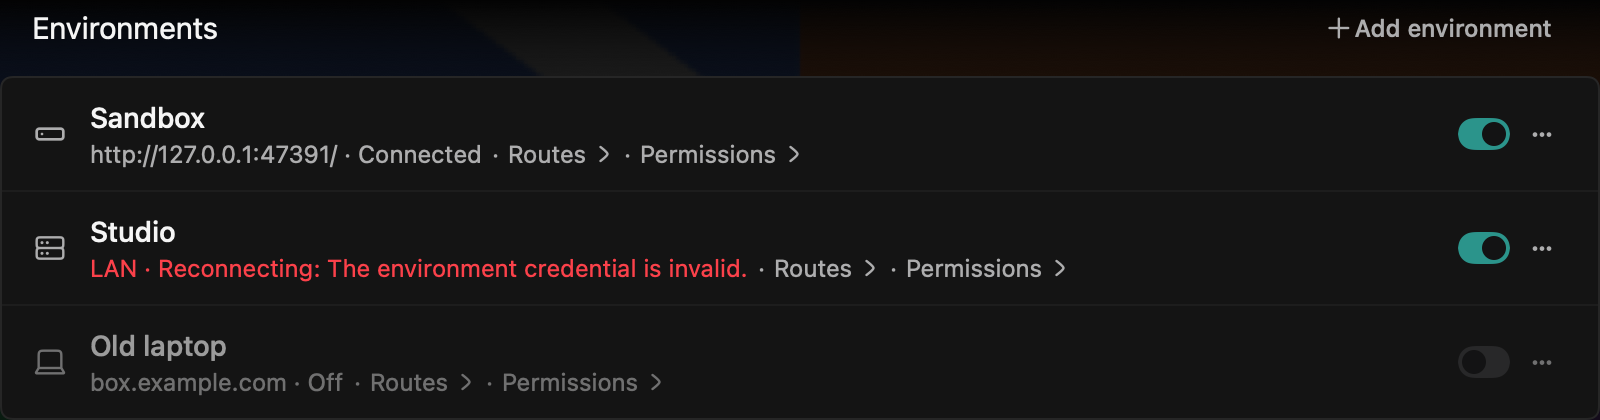 Environments
+ Add environment
Sandbox
http://127.0.0.1:47391/ · Connected · Routes > · Permissions >
Studio
LAN · Reconnecting: The environment credential is invalid. · Routes > · Permissions >
Old laptop
box.example.com · Off · Routes > · Permissions >